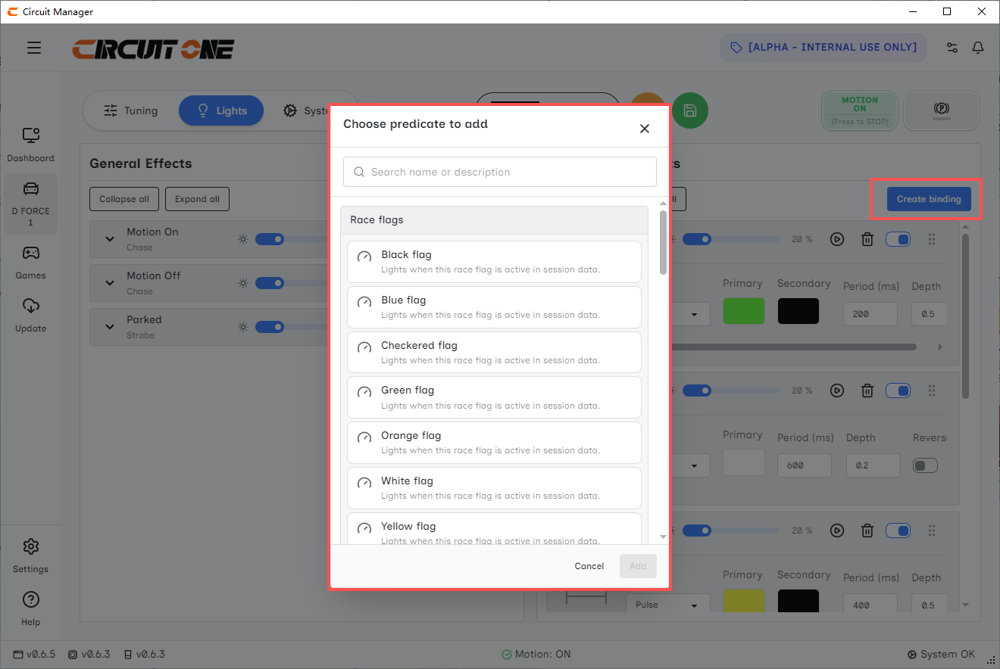 Circuit Manager
CIRCUIT ONE
[ALPHA - INTERNAL USE ONLY]
Tuning
Lights
Syst
MOTION
ON
(Press to STOP)
Dashboard
D FORCE
1
Games
Update
Settings
Help
General Effects
Collapse all
Expand all
Motion On
Chase
Motion Off
Chase
Parked
Strobe
Choose predicate to add
Search name or description
Race flags
Black flag
Lights when this race flag is active in session data.
Blue flag
Lights when this race flag is active in session data.
Checkered flag
Lights when this race flag is active in session data.
Green flag
Lights when this race flag is active in session data.
Orange flag
Lights when this race flag is active in session data.
White flag
Lights when this race flag is active in session data.
Yellow flag
Lights when this race flag is active in session data.
Cancel
Add
Create binding
20 %
Primary
Secondary
Period (ms)
Depth
200
0.5
20 %
Primary
Period (ms)
Depth
Revers
600
0.2
20 %
Primary
Secondary
Period (ms)
Depth
Pulse
400
0.5
v0.6.5
v0.6.3
v0.6.3
Motion: ON
System OK